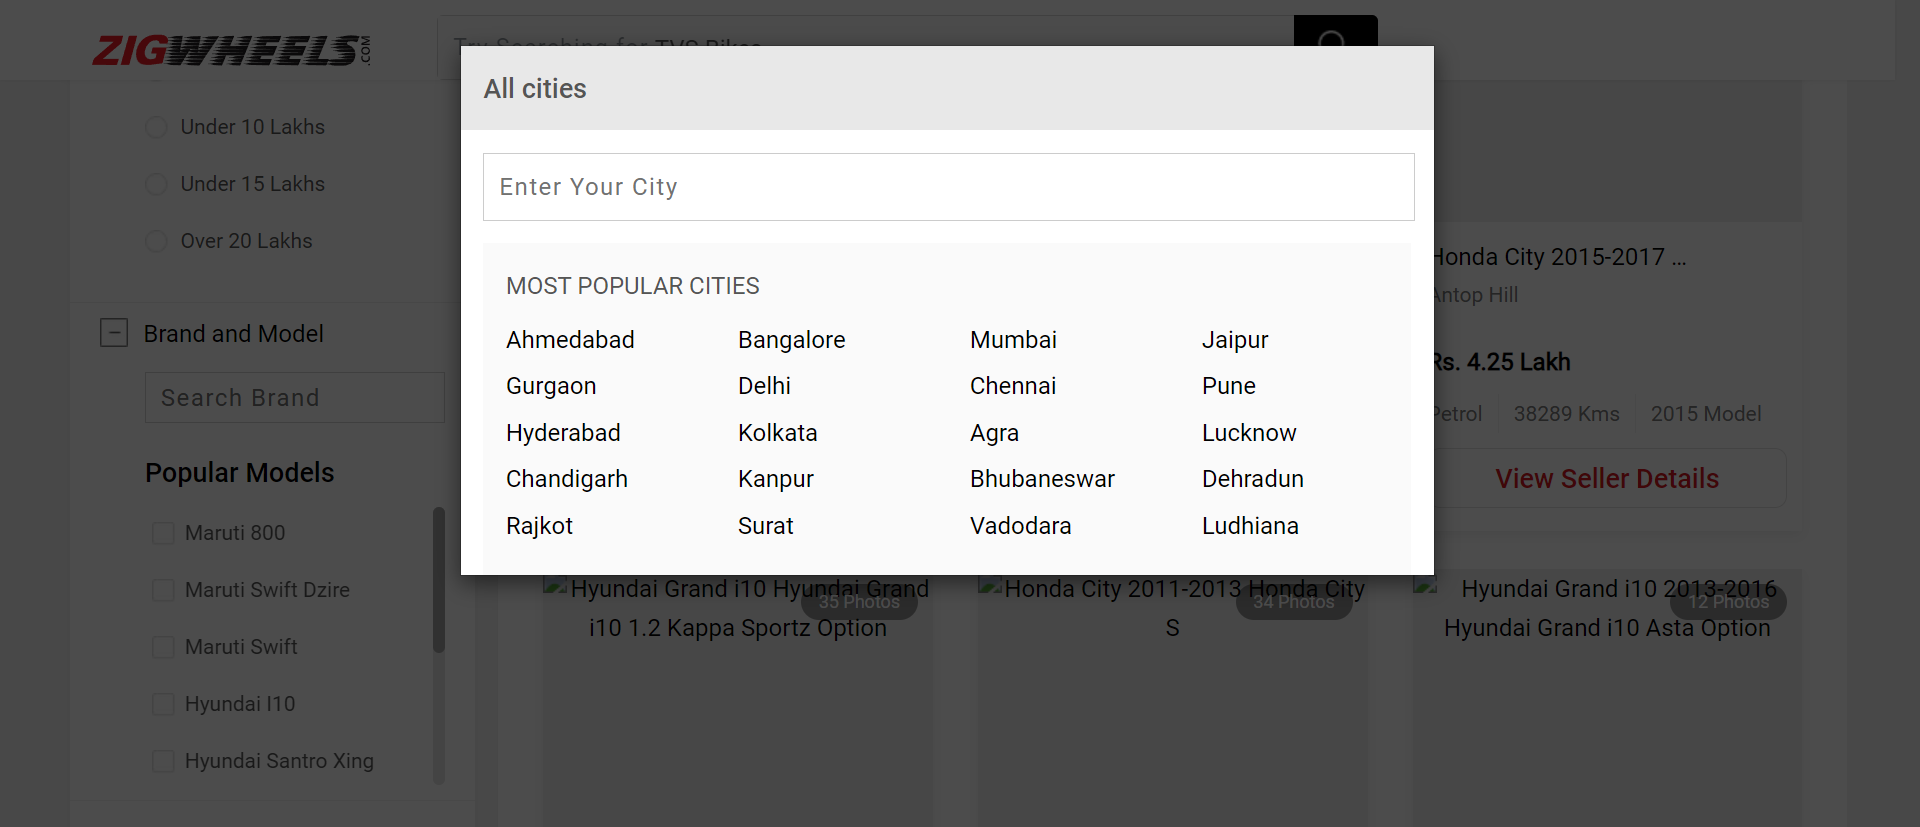 ZIGWHEELS.COM
Try Searching for TVS Bikes
All cities
Enter Your City
MOST POPULAR CITIES
Ahmedabad Bangalore Mumbai Jaipur
Gurgaon Delhi Chennai Pune
Hyderabad Kolkata Agra Lucknow
Chandigarh Kanpur Bhubaneswar Dehradun
Rajkot Surat Vadodara Ludhiana
Under 10 Lakhs
Under 15 Lakhs
Over 20 Lakhs
Brand and Model
Search Brand
Popular Models
Maruti 800
Maruti Swift Dzire
Maruti Swift
Hyundai I10
Hyundai Santro Xing
Honda City 2015-2017 ...
Antop Hill
Rs. 4.25 Lakh
Petrol 38289 Kms 2015 Model
View Seller Details
Hyundai Grand i10 Hyundai Grand
i10 1.2 Kappa Sportz Option
35 Photos
Honda City 2011-2013 Honda City
S
34 Photos
Hyundai Grand i10 2013-2016
Hyundai Grand i10 Asta Option
12 Photos